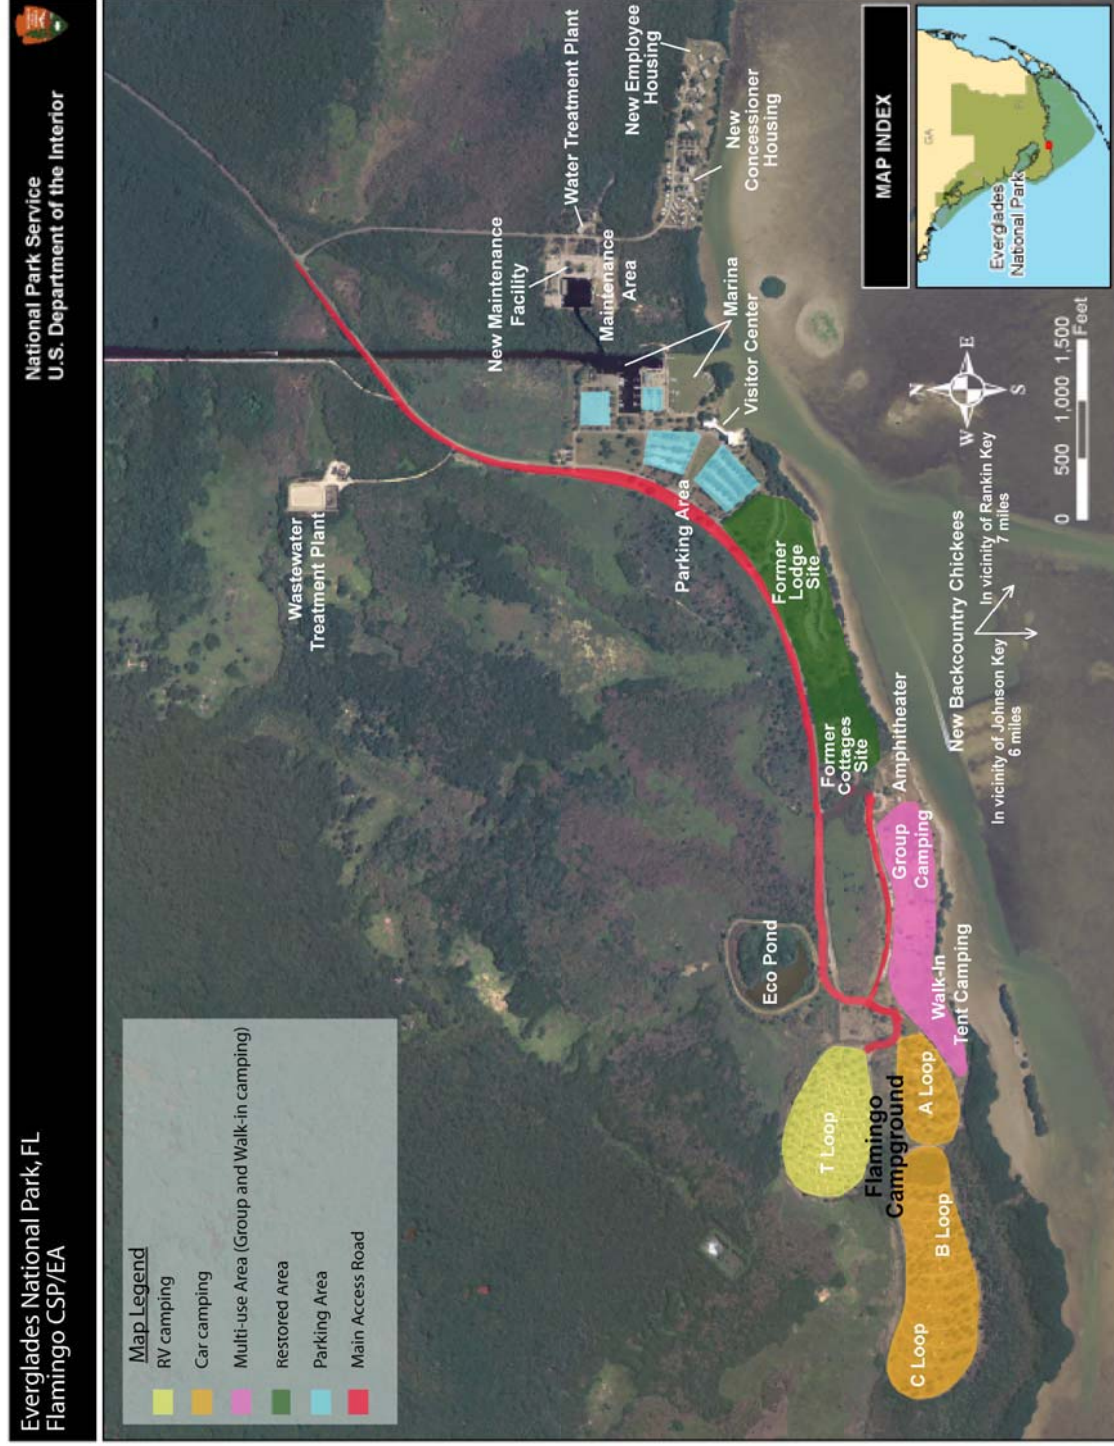 Everglades National Park, FL
Flamingo CSP/EA
National Park Service
U.S. Department of the Interior
Map Legend
RV camping
Car camping
Multi-use Area (Group and Walk-in camping)
Restored Area
Parking Area
Main Access Road
Wastewater
Treatment Plant
New Maintenance
Facility
Water Treatment Plant
Maintenance
Area
New Employee
Housing
New
Concessioner
Housing
Marina
Visitor Center
Parking Area
Former
Lodge
Site
Former
Cottages
Site
Amphitheater
Eco Pond
Group
Camping
Walk-In
Tent Camping
T Loop
Flamingo
Campground
A Loop
B Loop
C Loop
New Backcountry Chickees
In vicinity of Johnson Key
6 miles
In vicinity of Rankin Key
7 miles
N
W
E
S
0 500 1,000 1,500
Feet
MAP INDEX
GA
Everglades
National Park